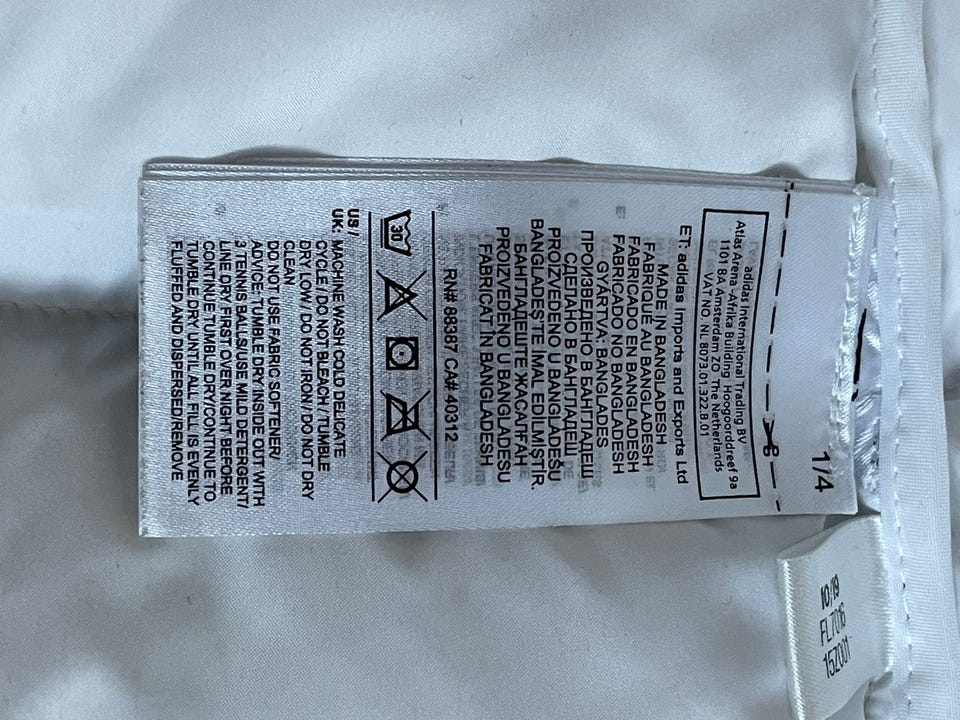 1/4
adidas International Trading BV
Atlas Arena -Afrika Building - Hoogoorddreef 9a
1101 BA Amsterdam ZO, The Netherlands
VAT NO. NL 8073.01.322.B.01
ET: adidas Imports and Exports Ltd
MADE IN BANGLADESH
FABRIQUÉ AU BANGLADESH
FABRICADO EN BANGLADESH
FABRICADO NO BANGLADESH
GYÁRTVA: BANGLADES
ПРОИЗВЕДЕНО В БАНГЛАДЕШ
СДЕЛАНО В БАНГЛАДЕШ
PROIZVEDENO U BANGLADEŠU
BANGLADEŞ'TE İMAL EDİLMİŞTİR.
БАНГЛАДЕШТЕ ЖАСАЛҒАН
PROIZVEDENO U BANGLADEŠU
FABRICAT ÎN BANGLADESH
RN# 88387 CA# 40312
30
US /
UK: MACHINE WASH COLD DELICATE
CYCLE / DO NOT BLEACH / TUMBLE
DRY LOW / DO NOT IRON / DO NOT DRY
CLEAN
DO NOT USE FABRIC SOFTENER/
ADVICE: TUMBLE DRY INSIDE OUT WITH
3 TENNIS BALLS/USE MILD DETERGENT/
LINE DRY FIRST OVER NIGHT BEFORE
CONTINUE TUMBLE DRY/CONTINUE TO
TUMBLE DRY UNTIL ALL FILL IS EVENLY
FLUFFED AND DISPERSED/REMOVE
10/19
FL7016
15Z001